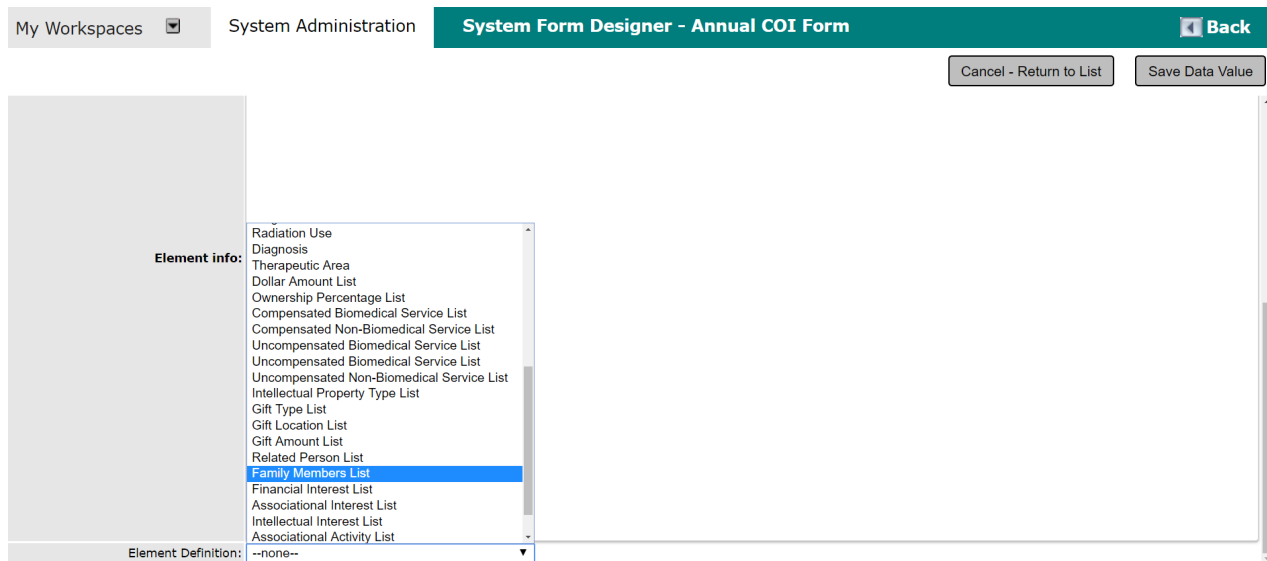 My Workspaces
System Administration
System Form Designer - Annual COI Form
Back
Cancel - Return to List
Save Data Value
Element info:
Radiation Use
Diagnosis
Therapeutic Area
Dollar Amount List
Ownership Percentage List
Compensated Biomedical Service List
Compensated Non-Biomedical Service List
Uncompensated Biomedical Service List
Uncompensated Biomedical Service List
Uncompensated Non-Biomedical Service List
Intellectual Property Type List
Gift Type List
Gift Location List
Gift Amount List
Related Person List
Family Members List
Financial Interest List
Associational Interest List
Intellectual Interest List
Associational Activity List
Element Definition:
--none--